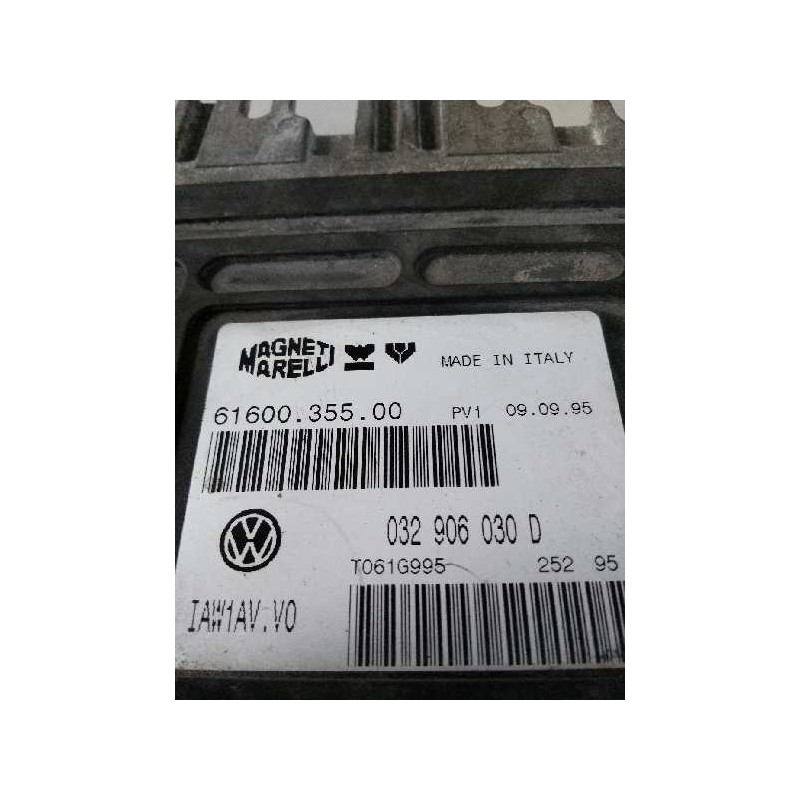 MAGNETI
MARELLI
MADE IN ITALY
61600.355.00 PV1 09.09.95
032 906 030 D
T061G995 252 95
IAW1AV.V0